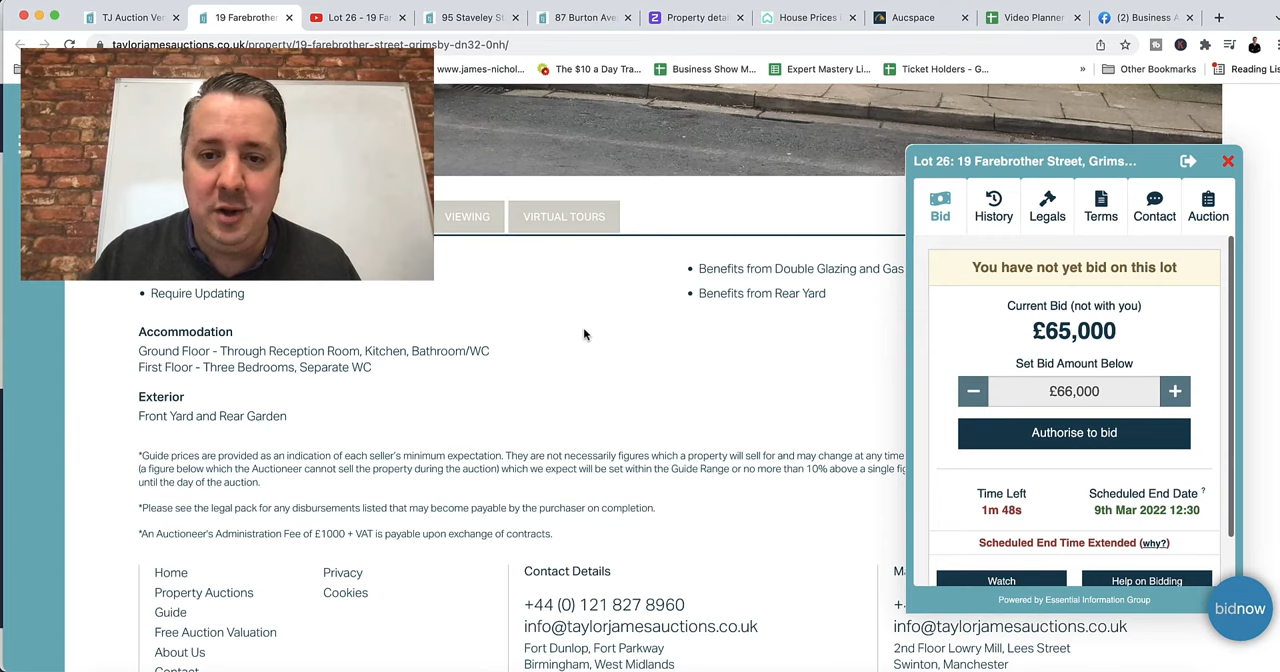 TJ Auction Ver
19 Farebrother
Lot 26 - 19 Fa
95 Staveley St
87 Burton Ave
Property deta
House Prices
Aucspace
Video Planner
(2) Business A
taylorjamesauctions.co.uk/property/19-farebrother-street-grimsby-dn32-0nh/
www.james-nichol...
The $10 a Day Tra...
Business Show M...
Expert Mastery Li...
Ticket Holders - G...
»
Other Bookmarks
Reading Lis
VIEWING
VIRTUAL TOURS
• Benefits from Double Glazing and Gas
• Require Updating
• Benefits from Rear Yard
Accommodation
Ground Floor - Through Reception Room, Kitchen, Bathroom/WC
First Floor - Three Bedrooms, Separate WC
Exterior
Front Yard and Rear Garden
*Guide prices are provided as an indication of each seller's minimum expectation. They are not necessarily figures which a property will sell for and may change at any time
(a figure below which the Auctioneer cannot sell the property during the auction) which we expect will be set within the Guide Range or no more than 10% above a single fig
until the day of the auction.
*Please see the legal pack for any disbursements listed that may become payable by the purchaser on completion.
*An Auctioneer's Administration Fee of £1000 + VAT is payable upon exchange of contracts.
Home
Property Auctions
Guide
Free Auction Valuation
About Us
Contact
Privacy
Cookies
Contact Details
+44 (0) 121 827 8960
info@taylorjamesauctions.co.uk
Fort Dunlop, Fort Parkway
Birmingham, West Midlands
info@taylorjamesauctions.co.uk
2nd Floor Lowry Mill, Lees Street
Swinton, Manchester
Lot 26: 19 Farebrother Street, Grims...
Bid
History
Legals
Terms
Contact
Auction
You have not yet bid on this lot
Current Bid (not with you)
£65,000
Set Bid Amount Below
£66,000
Authorise to bid
Time Left
1m 48s
Scheduled End Date ?
9th Mar 2022 12:30
Scheduled End Time Extended (why?)
Watch
Help on Bidding
Powered by Essential Information Group
bidnow